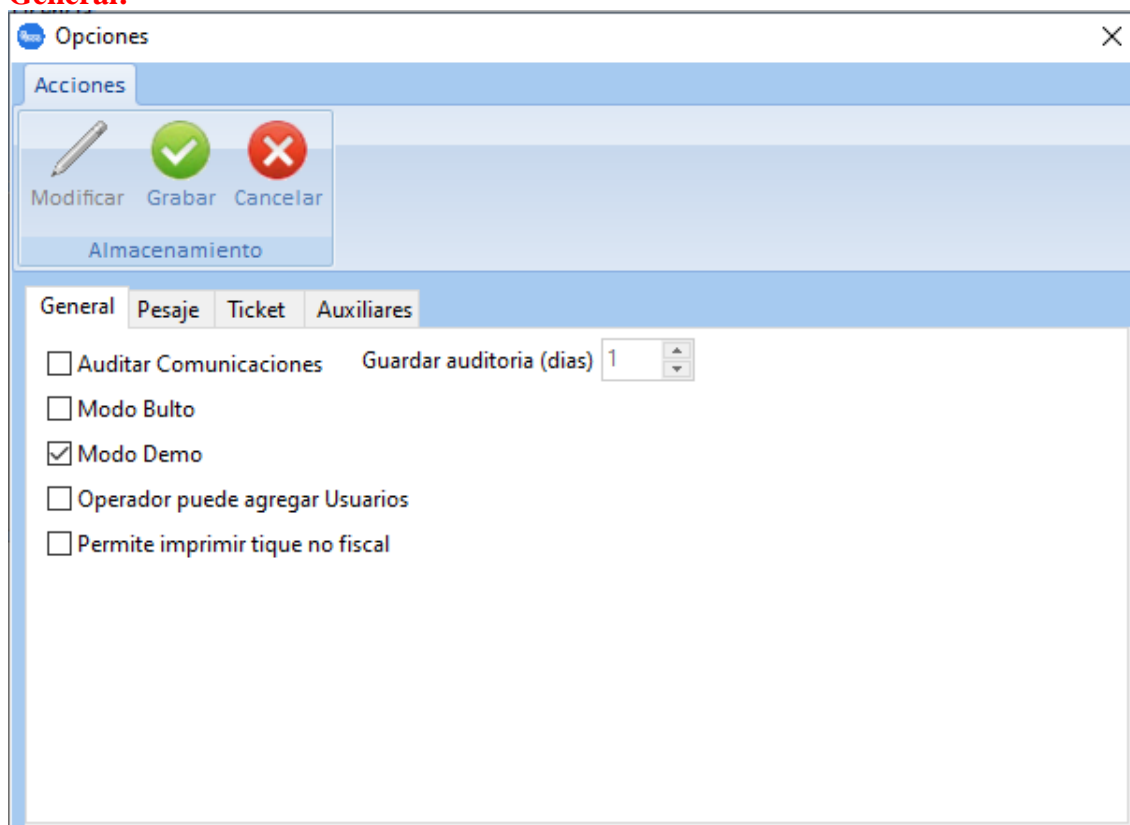 General.
Opciones
Acciones
Modificar Grabar Cancelar
Almacenamiento
General Pesaje Ticket Auxiliares
Auditar Comunicaciones Guardar auditoria (dias) 1
Modo Bulto
Modo Demo
Operador puede agregar Usuarios
Permite imprimir tique no fiscal